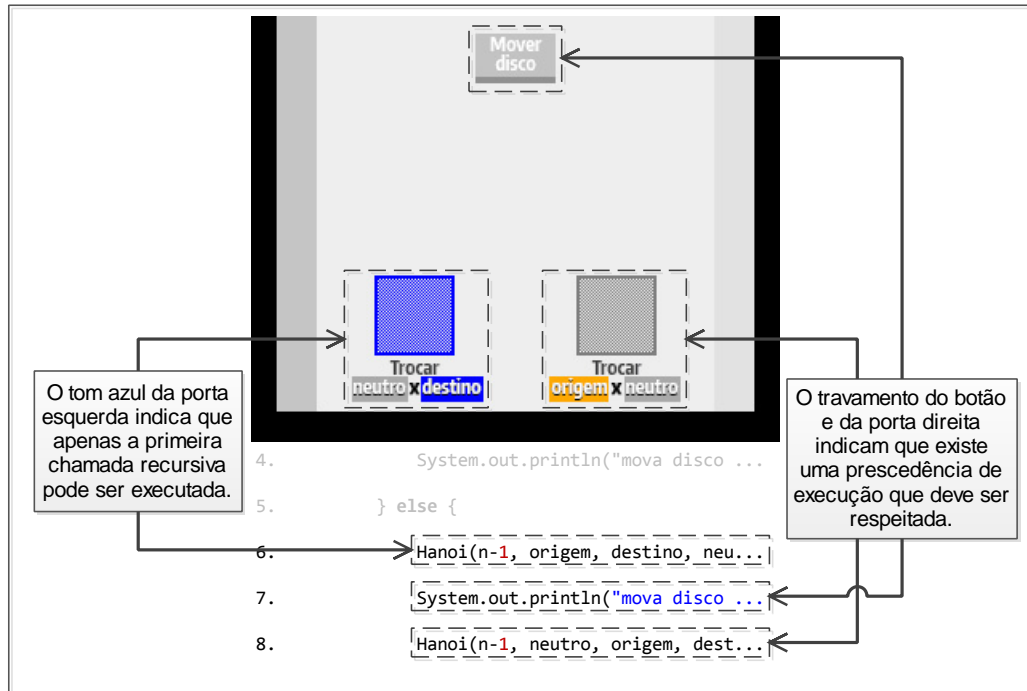 Mover
disco
Trocar
neutro x destino
Trocar
origem x neutro
O tom azul da porta
esquerda indica que
apenas a primeira
chamada recursiva
pode ser executada.
O travamento do botão
e da porta direita
indicam que existe
uma prescedência de
execução que deve ser
respeitada.
4. System.out.println("mova disco ...
5. } else {
6. Hanoi(n-1, origem, destino, neu...
7. System.out.println("mova disco ...
8. Hanoi(n-1, neutro, origem, dest...